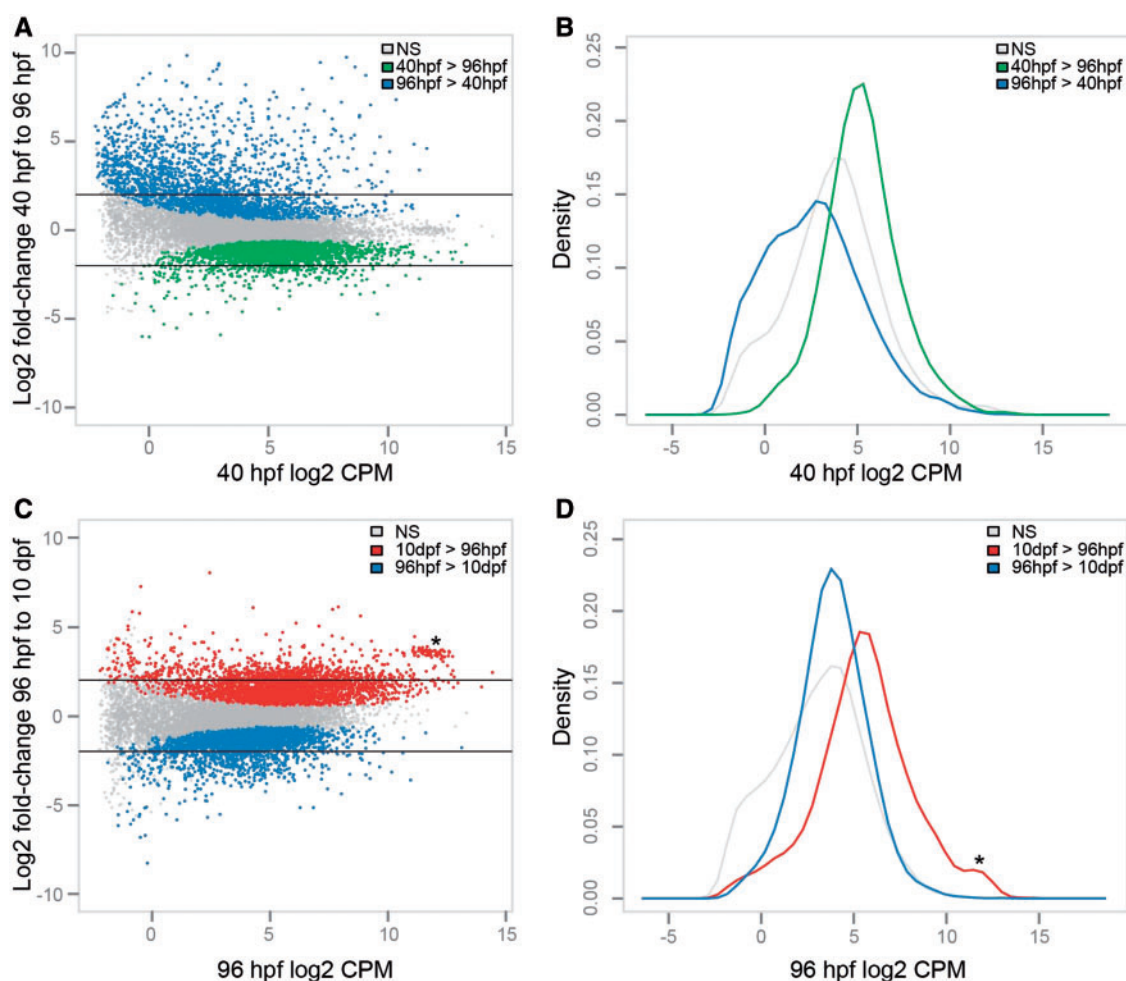 A
Log2 fold-change 40 hpf to 96 hpf
10
5
0
-5
-10
NS
40hpf > 96hpf
96hpf > 40hpf
0
5
10
15
40 hpf log2 CPM
B
Density
0.25
0.20
0.15
0.10
0.05
0.00
NS
40hpf > 96hpf
96hpf > 40hpf
-5
0
5
10
15
40 hpf log2 CPM
C
Log2 fold-change 96 hpf to 10 dpf
10
5
0
-5
-10
NS
10dpf > 96hpf
96hpf > 10dpf
*
0
5
10
15
96 hpf log2 CPM
D
Density
0.25
0.20
0.15
0.10
0.05
0.00
NS
10dpf > 96hpf
96hpf > 10dpf
*
-5
0
5
10
15
96 hpf log2 CPM